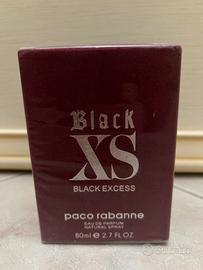 Black
XS
BLACK EXCESS
paco rabanne
EAU DE PARFUM
NATURAL SPRAY
80ml ℮ 2.7 FL.OZ